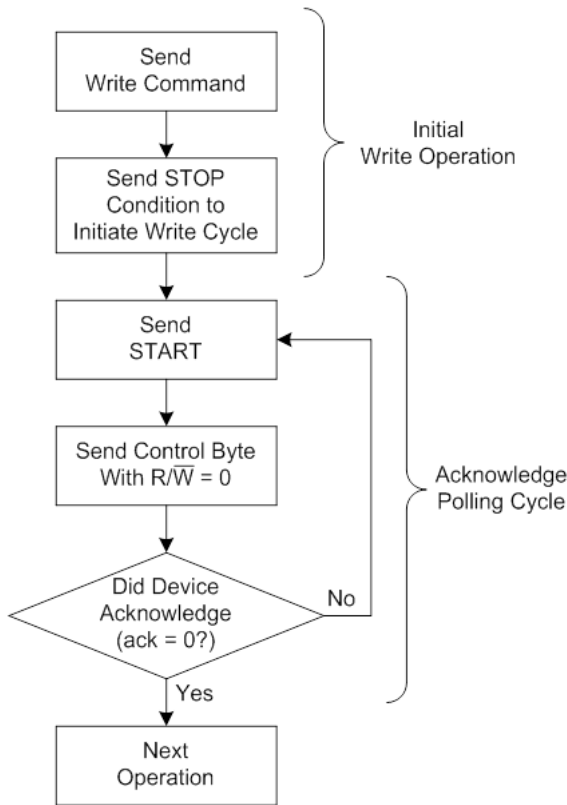 Send
Write Command
Initial
Write Operation
Send STOP
Condition to
Initiate Write Cycle
Send
START
Send Control Byte
With R/W̅ = 0
Acknowledge
Polling Cycle
Did Device
Acknowledge
(ack = 0?)
No
Yes
Next
Operation